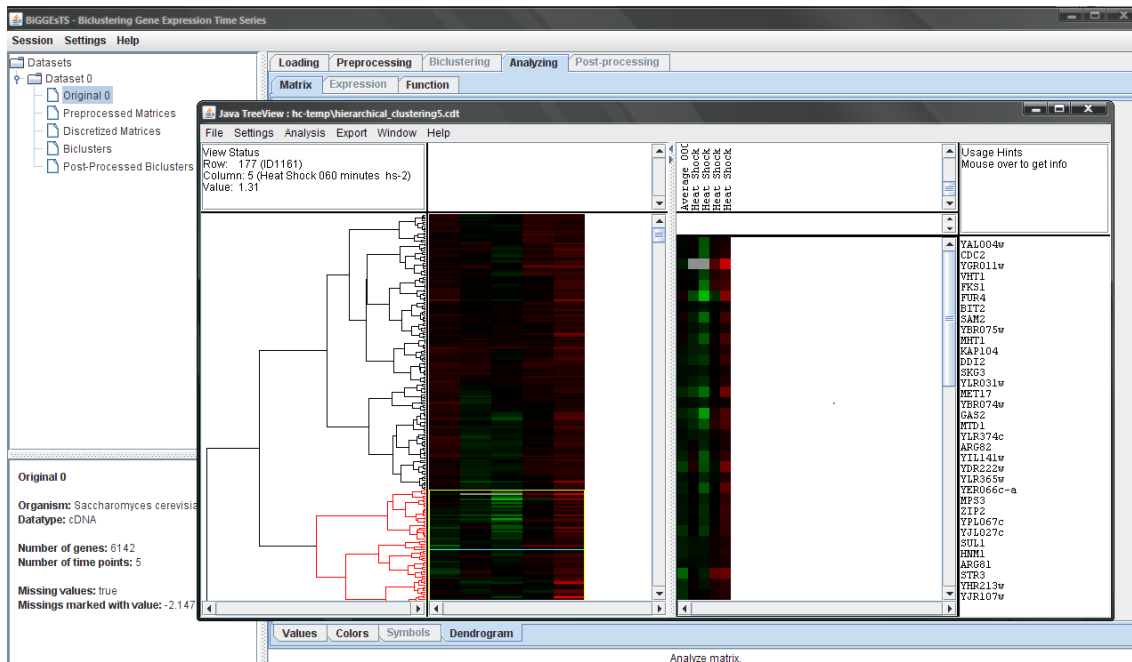 BiGGEsTS - Biclustering Gene Expression Time Series
Session Settings Help
Datasets
Dataset 0
Original 0
Preprocessed Matrices
Discretized Matrices
Biclusters
Post-Processed Biclusters
Loading Preprocessing Biclustering Analyzing Post-processing
Matrix Expression Function
Java TreeView : hc-temp\hierarchical_clustering5.cdt
File Settings Analysis Export Window Help
View Status
Row: 177 (ID1161)
Column: 5 (Heat Shock 060 minutes hs-2)
Value: 1.31
Average 000
Heat Shock
Heat Shock
Heat Shock
Heat Shock
Usage Hints
Mouse over to get info
YAL004w
CDC2
YGR011w
VHT1
FKS1
FUR4
BIT2
SAM2
YBR075w
MHT1
KAP104
DDI2
SKG3
YLR031w
MET17
YBR074w
GAS2
MTD1
YLR374c
ARG82
YIL141w
YDR222w
YLR365w
YER066c-a
MPS3
ZIP2
YPL067c
YJL027c
SUL1
HNM1
ARG81
STR3
YHR213w
YJR107w
Original 0
Organism: Saccharomyces cerevisia
Datatype: cDNA
Number of genes: 6142
Number of time points: 5
Missing values: true
Missings marked with value: -2.147
Values Colors Symbols Dendrogram
Analyze matrix.